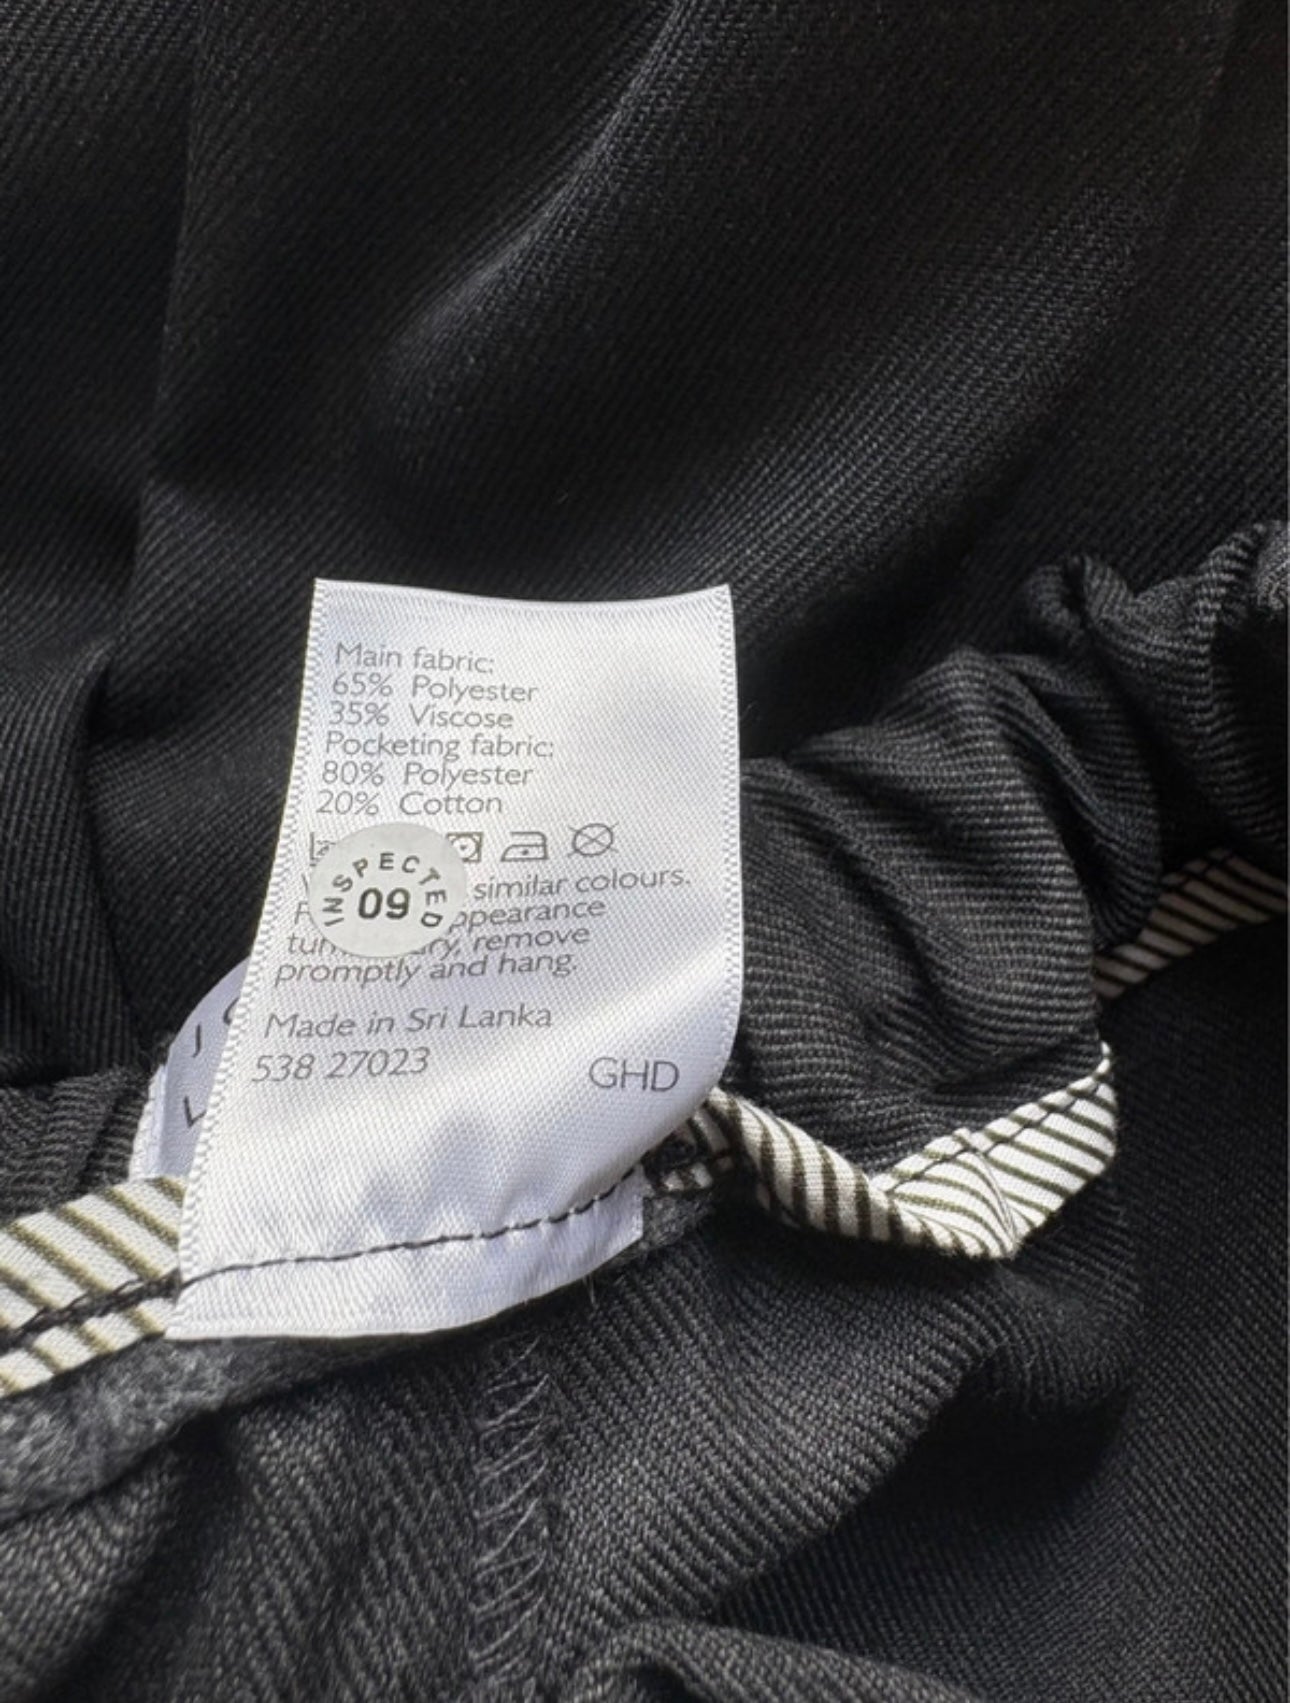 Main fabric:
65% Polyester
35% Viscose
Pocketing fabric:
80% Polyester
20% Cotton
INSPECTED
09
similar colours.
remove
promptly and hang.
Made in Sri Lanka
538 27023
GHD